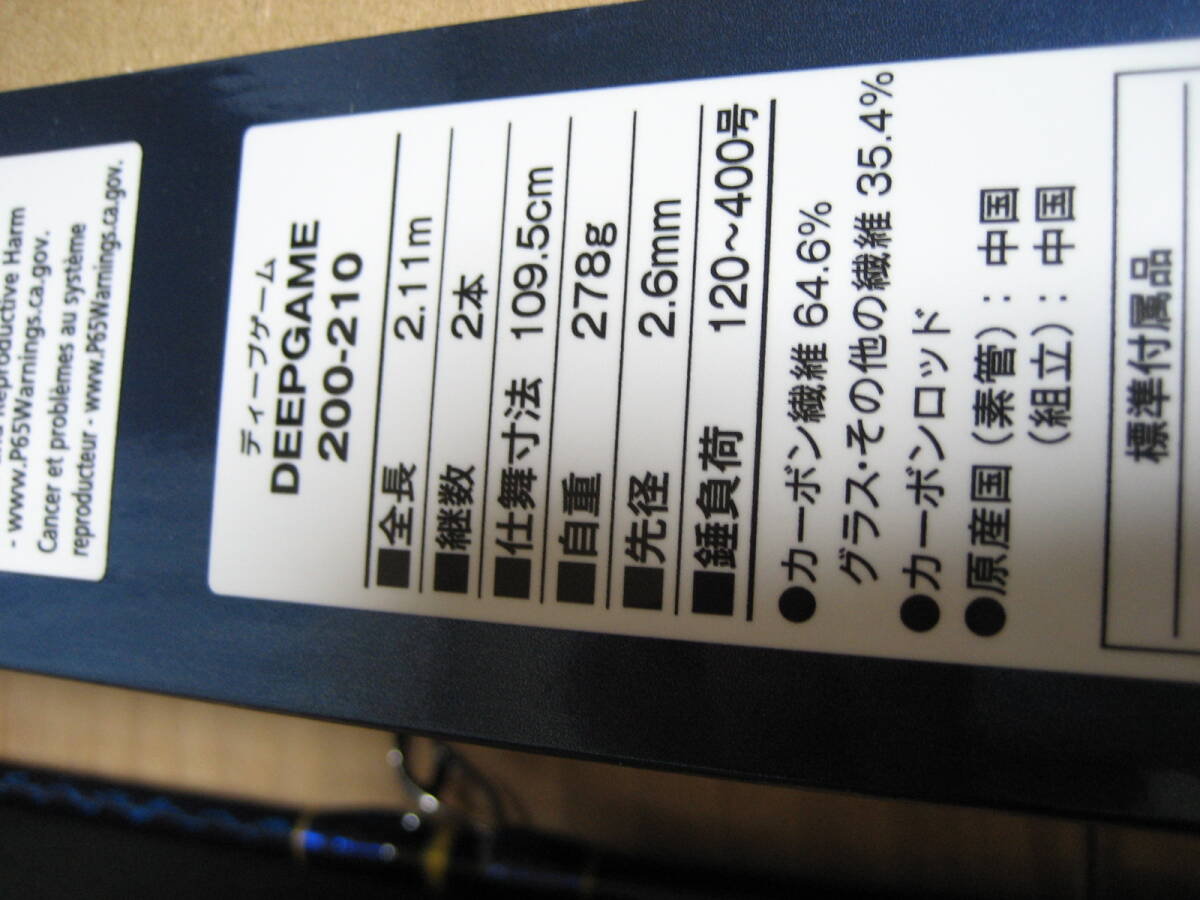 Reproductive Harm
- www.P65Warnings.ca.gov.
Cancer et problèmes au système
reproducteur - www.P65Warnings.ca.gov.
ディープゲーム
DEEPGAME
200-210
■全長 2.11m
■継数 2本
■仕舞寸法 109.5cm
■自重 278g
■先径 2.6mm
■錘負荷 120~400号
●カーボン繊維 64.6%
グラス・その他の繊維 35.4%
●カーボンロッド
●原産国（素管）：中国
（組立）：中国
標準付属品